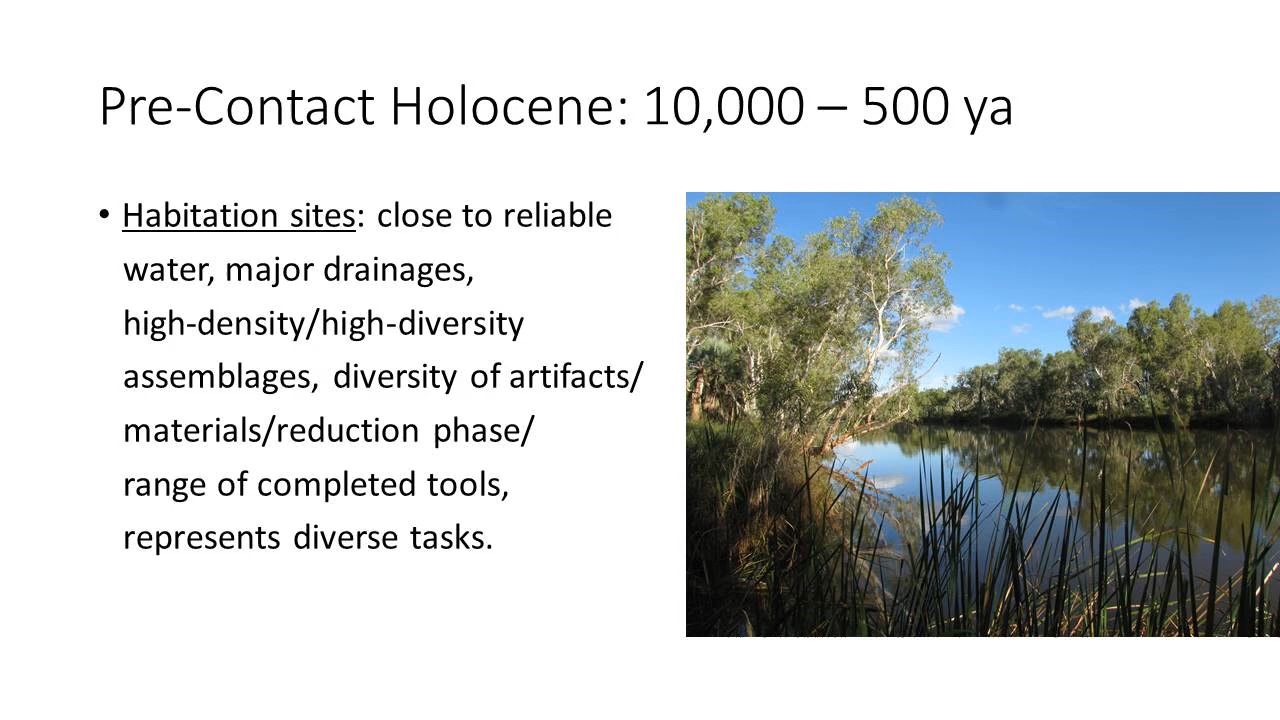 Pre-Contact Holocene: 10,000 – 500 ya
• Habitation sites: close to reliable
water, major drainages,
high-density/high-diversity
assemblages, diversity of artifacts/
materials/reduction phase/
range of completed tools,
represents diverse tasks.